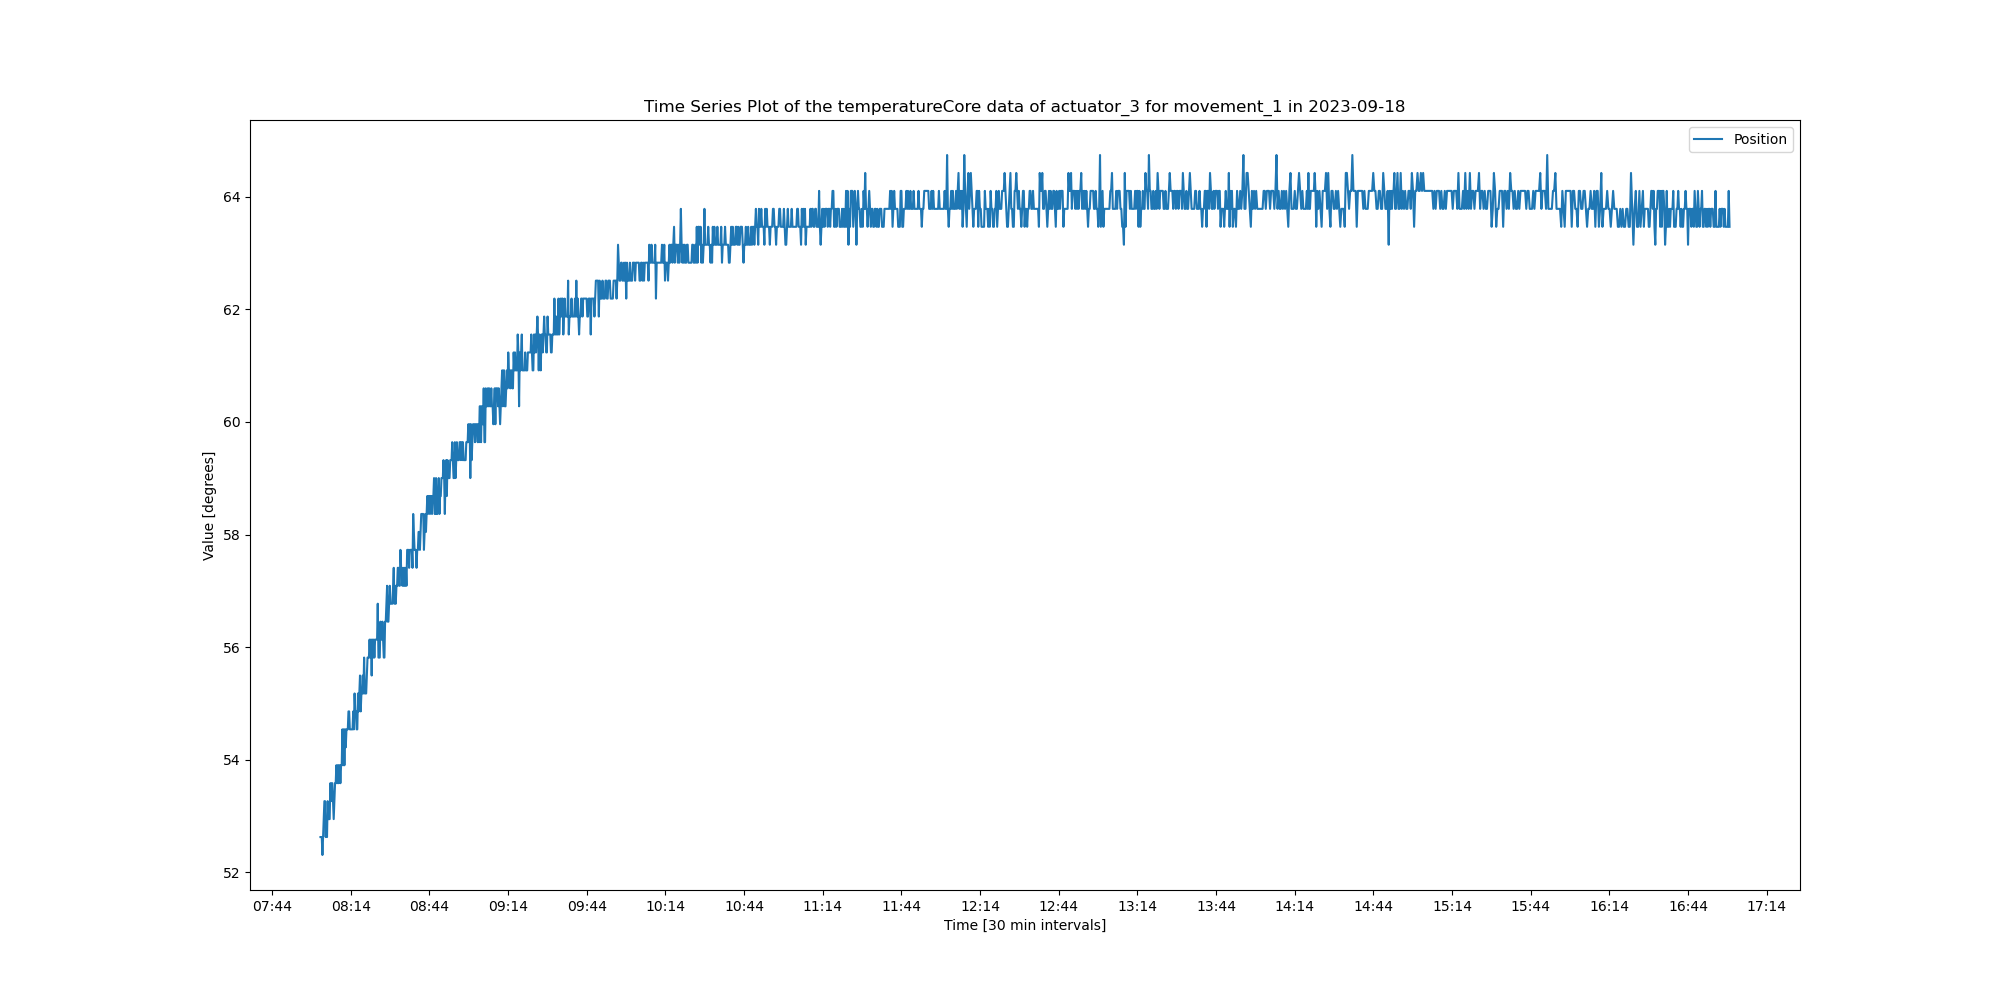 Time Series Plot of the temperatureCore data of actuator_3 for movement_1 in 2023-09-18
Position
Value [degrees]
64
62
60
58
56
54
52
07:44 08:14 08:44 09:14 09:44 10:14 10:44 11:14 11:44 12:14 12:44 13:14 13:44 14:14 14:44 15:14 15:44 16:14 16:44 17:14
Time [30 min intervals]